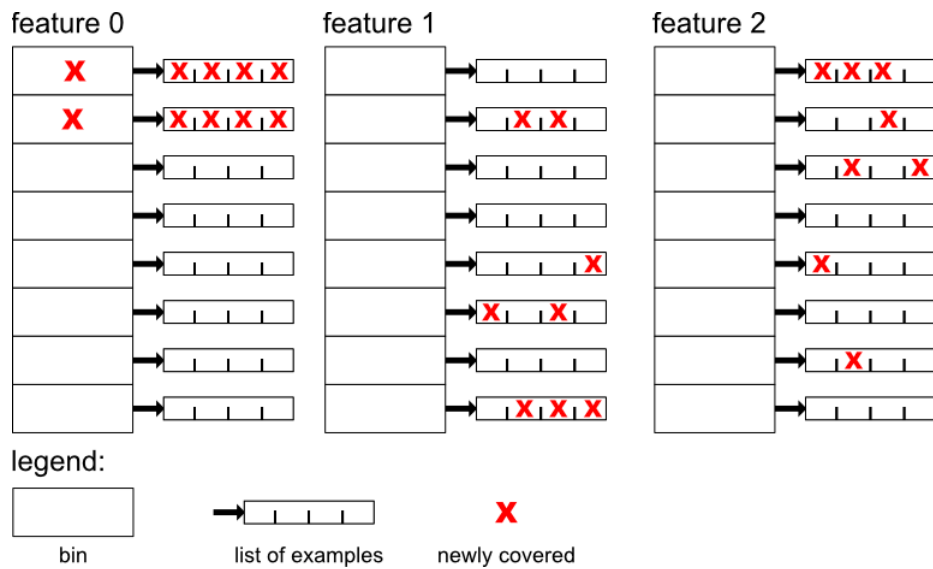 feature 0
feature 1
feature 2
legend:
bin
list of examples
newly covered